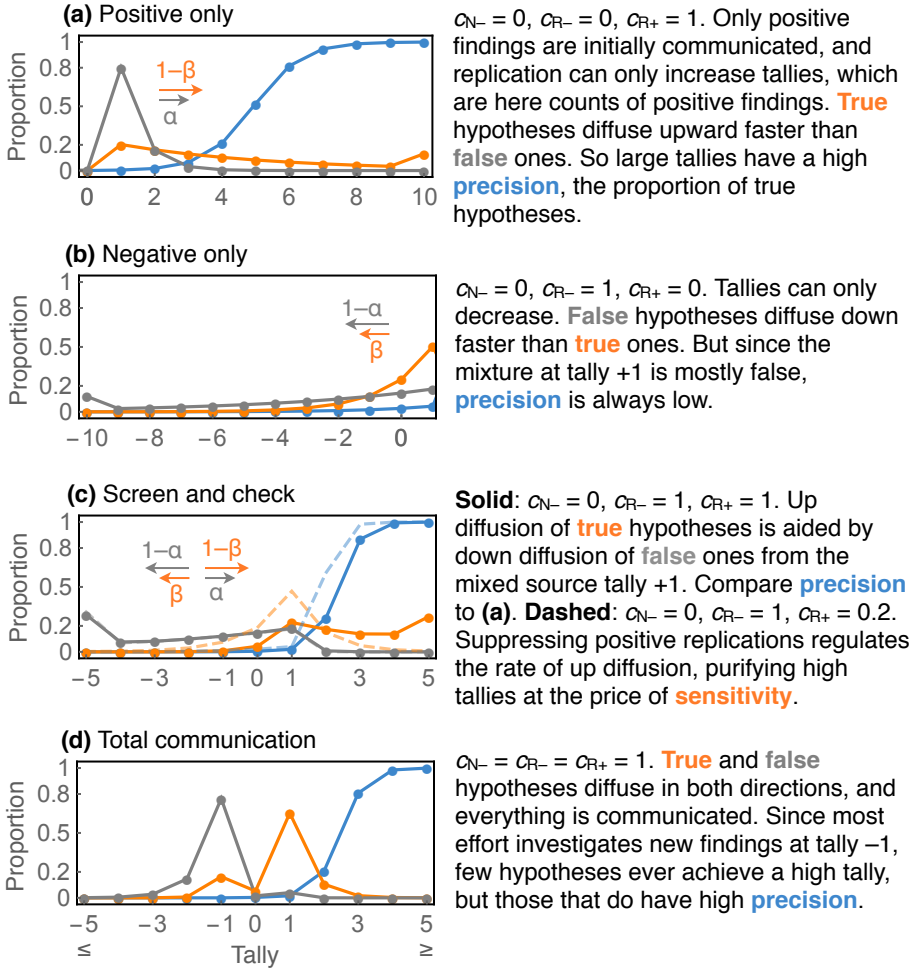 (a) Positive only
Proportion
1
0.8
0.5
0.2
0
1–β
α
0 2 4 6 8 10
cN– = 0, cR– = 0, cR+ = 1. Only positive
findings are initially communicated, and
replication can only increase tallies, which
are here counts of positive findings. True
hypotheses diffuse upward faster than
false ones. So large tallies have a high
precision, the proportion of true
hypotheses.
(b) Negative only
Proportion
1
0.8
0.5
0.2
0
1–α
β
−10 −8 −6 −4 −2 0
cN– = 0, cR– = 1, cR+ = 0. Tallies can only
decrease. False hypotheses diffuse down
faster than true ones. But since the
mixture at tally +1 is mostly false,
precision is always low.
(c) Screen and check
Proportion
1
0.8
0.5
0.2
0
1–α 1–β
β α
−5 −3 −1 0 1 3 5
Solid: cN– = 0, cR– = 1, cR+ = 1. Up
diffusion of true hypotheses is aided by
down diffusion of false ones from the
mixed source tally +1. Compare precision
to (a). Dashed: cN– = 0, cR– = 1, cR+ = 0.2.
Suppressing positive replications regulates
the rate of up diffusion, purifying high
tallies at the price of sensitivity.
(d) Total communication
Proportion
1
0.8
0.5
0.2
0
−5 −3 −1 0 1 3 5
≤ Tally ≥
cN– = cR– = cR+ = 1. True and false
hypotheses diffuse in both directions, and
everything is communicated. Since most
effort investigates new findings at tally –1,
few hypotheses ever achieve a high tally,
but those that do have high precision.